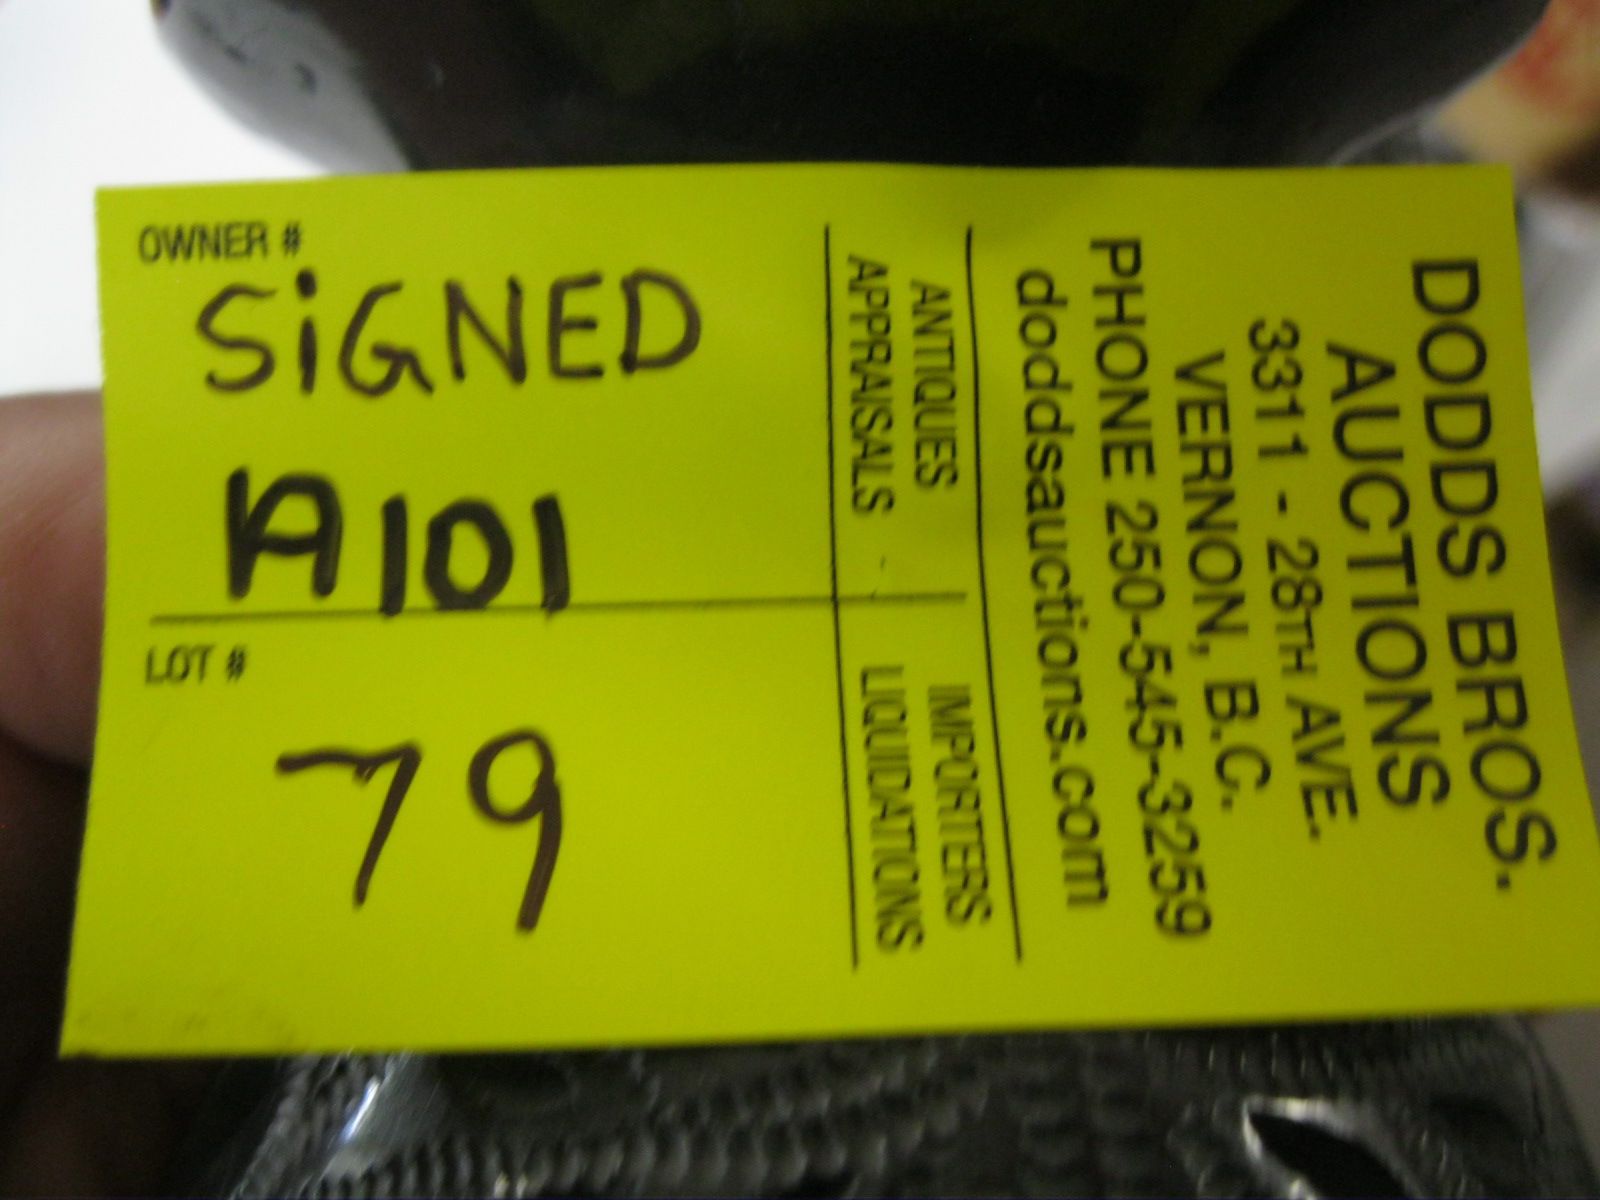 OWNER #
SiGNED
A101
LOT #
79
DODDS BROS.
AUCTIONS
3311 - 28TH AVE.
VERNON, B.C.
PHONE 250-545-3259
doddsauctions.com
ANTIQUES IMPORTERS
APPRAISALS LIQUIDATIONS